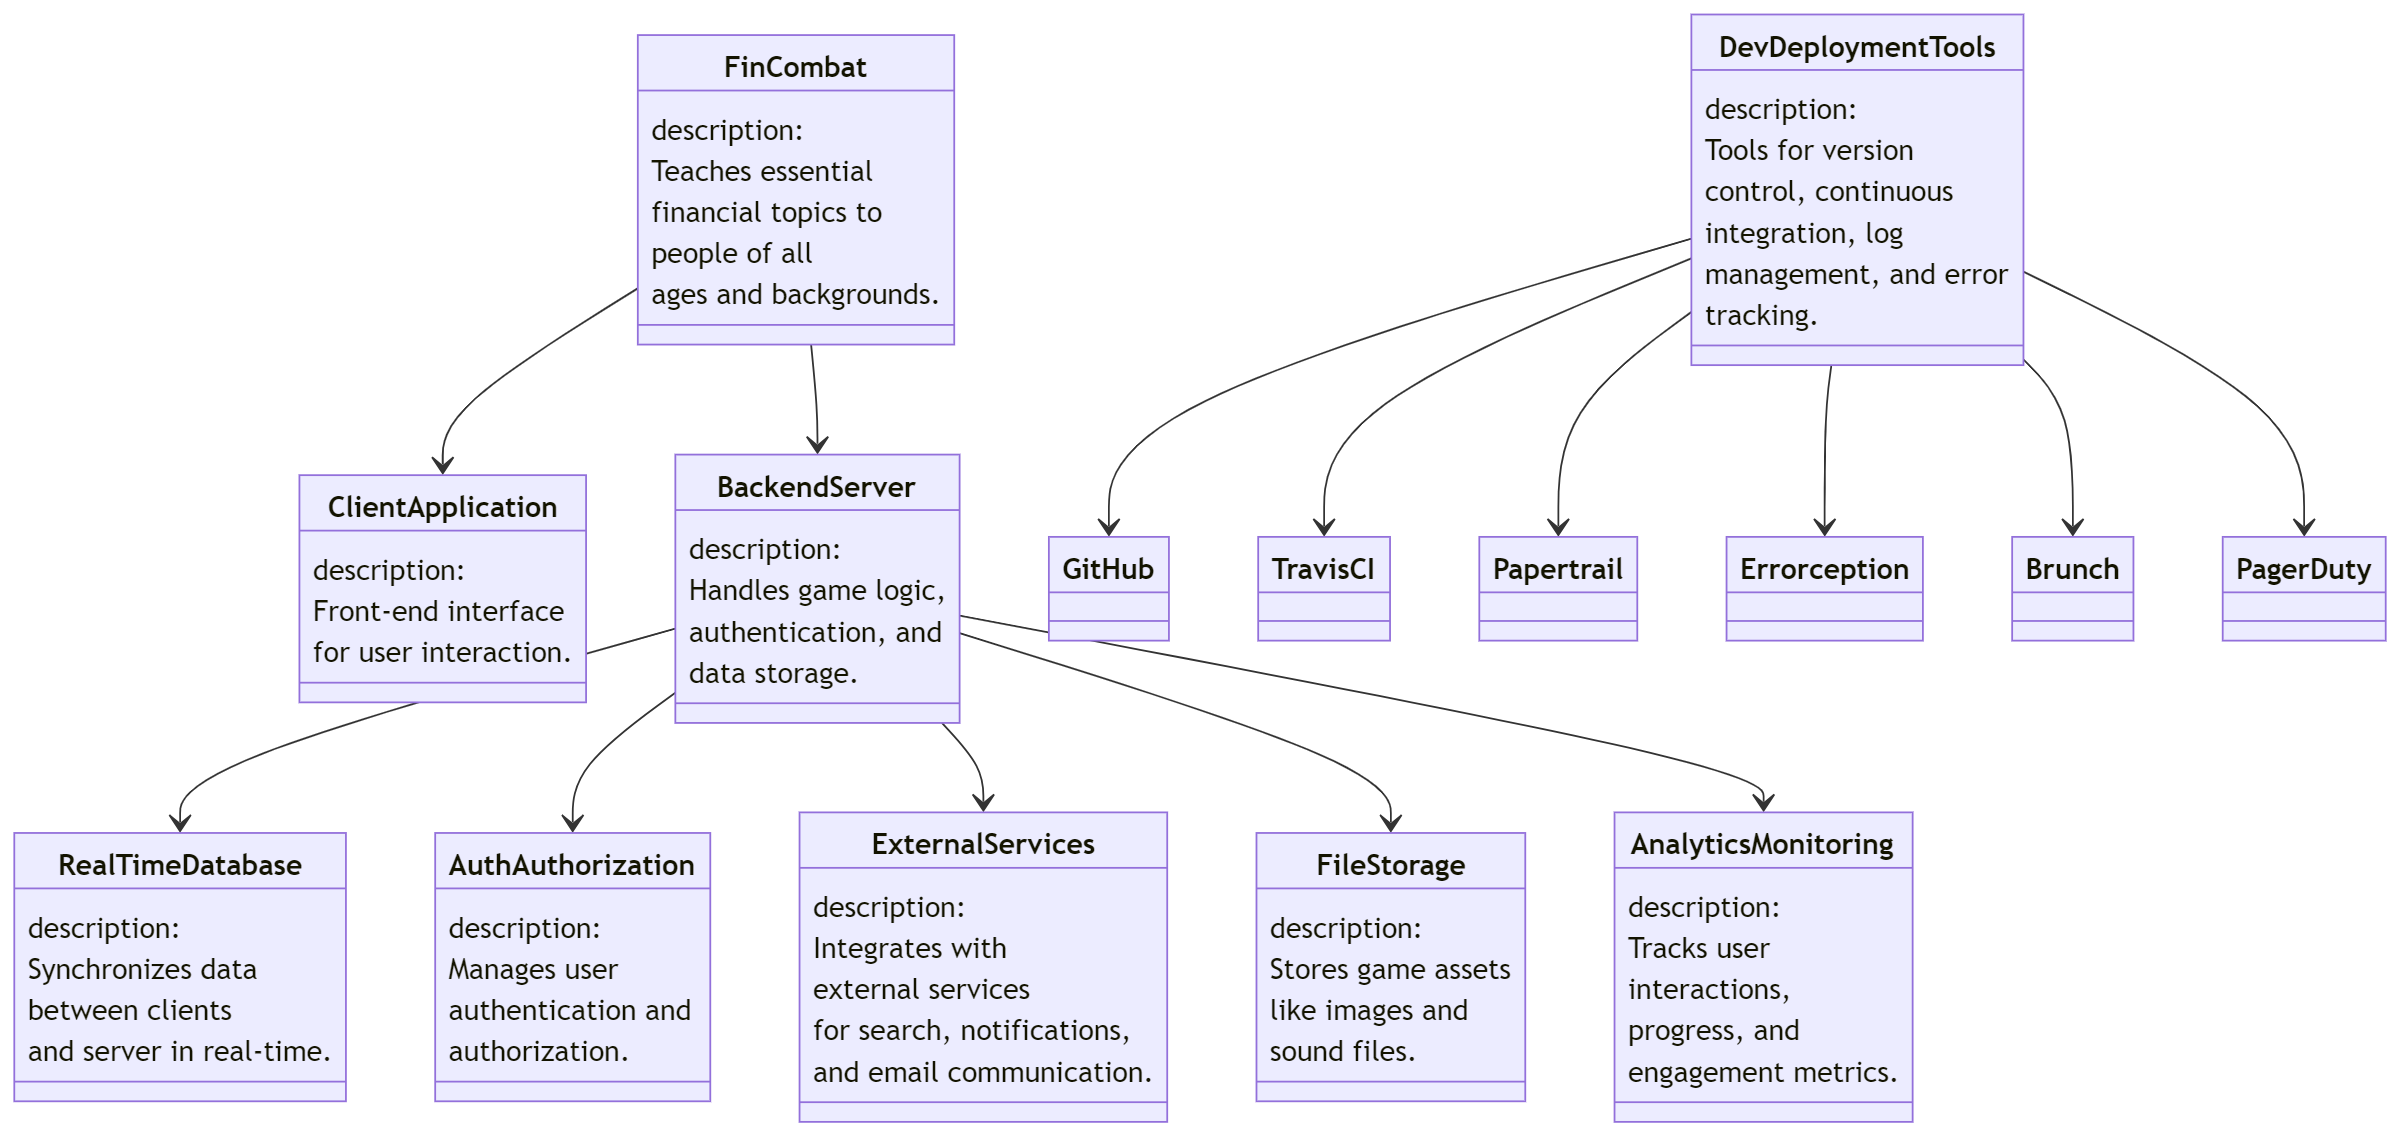 FinCombat
description:
Teaches essential
financial topics to
people of all
ages and backgrounds.
DevDeploymentTools
description:
Tools for version
control, continuous
integration, log
management, and error
tracking.
ClientApplication
description:
Front-end interface
for user interaction.
BackendServer
description:
Handles game logic,
authentication, and
data storage.
GitHub
TravisCI
Papertrail
Errorception
Brunch
PagerDuty
RealTimeDatabase
description:
Synchronizes data
between clients
and server in real-time.
AuthAuthorization
description:
Manages user
authentication and
authorization.
ExternalServices
description:
Integrates with
external services
for search, notifications,
and email communication.
FileStorage
description:
Stores game assets
like images and
sound files.
AnalyticsMonitoring
description:
Tracks user
interactions,
progress, and
engagement metrics.